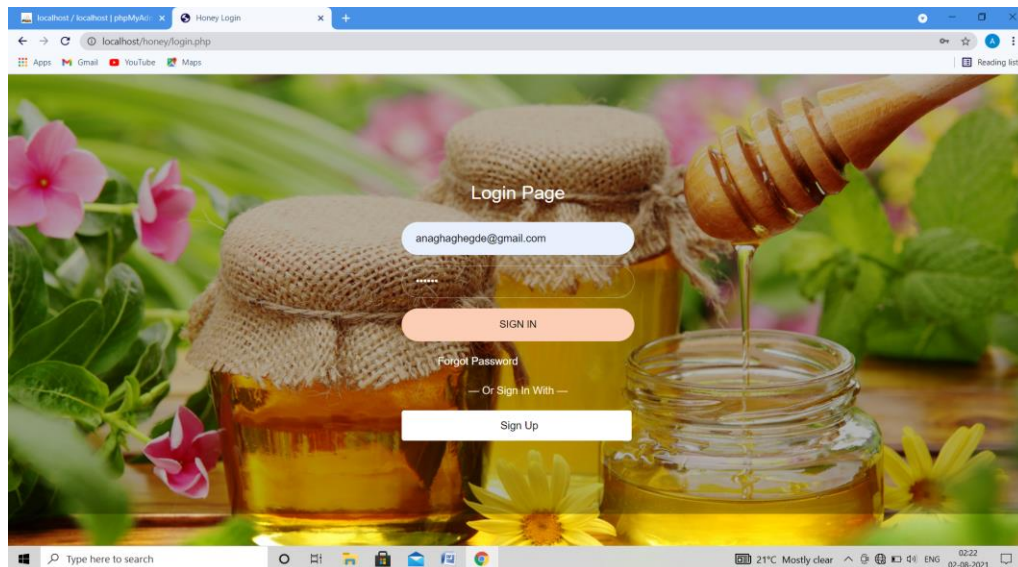 localhost / localhost | phpMyAd
Honey Login
localhost/honey/login.php
Apps
Gmail
YouTube
Maps
Reading list
Login Page
anaghaghegde@gmail.com
••••••
SIGN IN
Forgot Password
— Or Sign In With —
Sign Up
Type here to search
21°C Mostly clear
ENG
02:22
02-08-2021